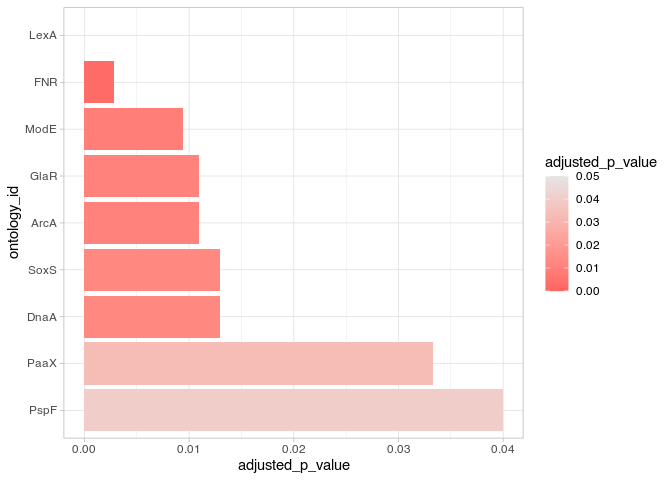 LexA
FNR
ModE
GlaR
ArcA
SoxS
DnaA
PaaX
PspF
ontology_id
0.00 0.01 0.02 0.03 0.04
adjusted_p_value
adjusted_p_value
0.05
0.04
0.03
0.02
0.01
0.00